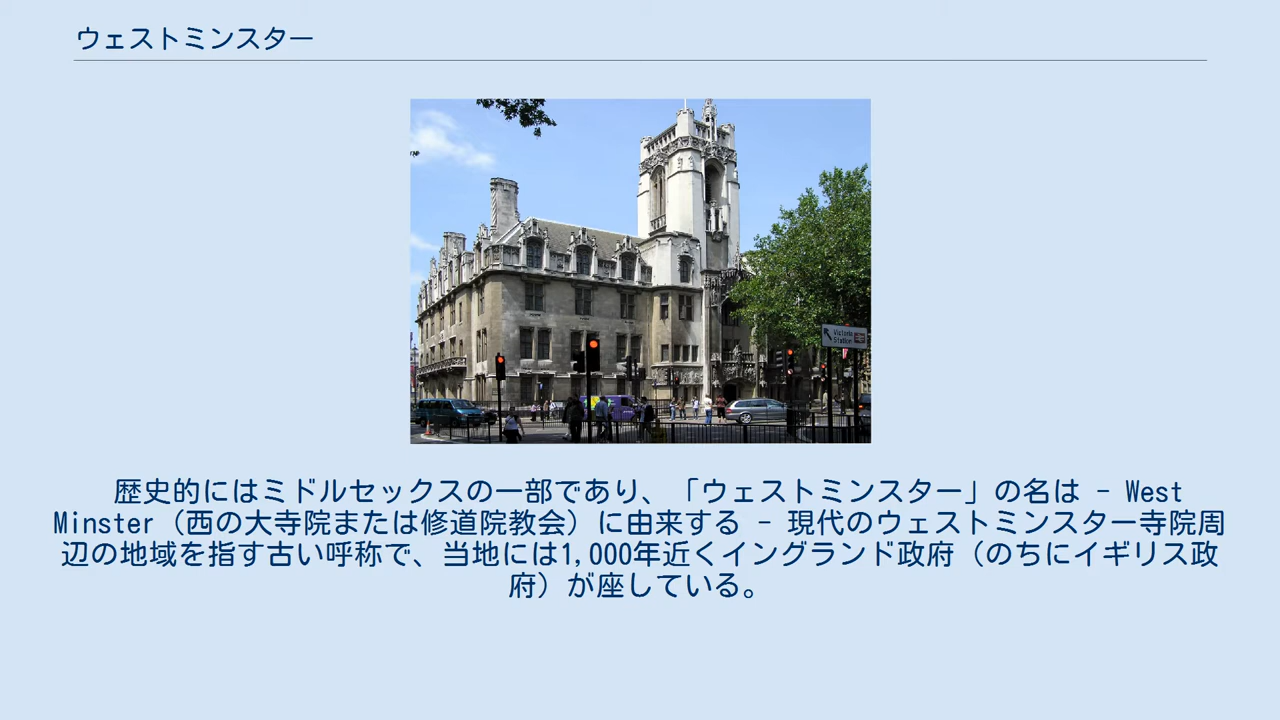 ウェストミンスター
Victoria
Station
歴史的にはミドルセックスの一部であり、「ウェストミンスター」の名は – West
Minster（西の大寺院または修道院教会）に由来する – 現代のウェストミンスター寺院周
辺の地域を指す古い呼称で、当地には1,000年近くイングランド政府（のちにイギリス政
府）が座している。